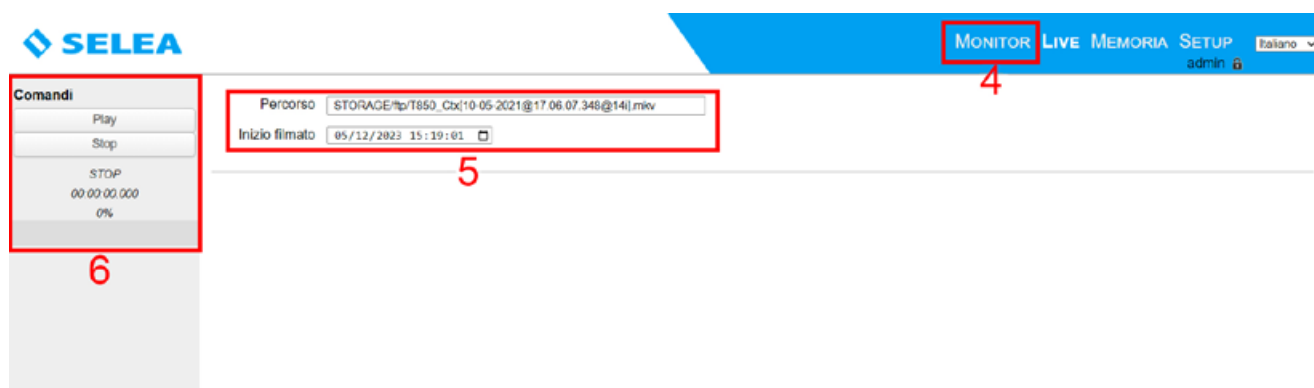 SELEA
MONITOR LIVE MEMORIA SETUP Italiano
admin
4
Comandi
Play
Stop
STOP
00:00:00.000
0%
6
Percorso STORAGE/ftp/T850_Ctx[10-05-2021@17.06.07.348@14i].mkv
Inizio filmato 05/12/2023 15:19:01
5